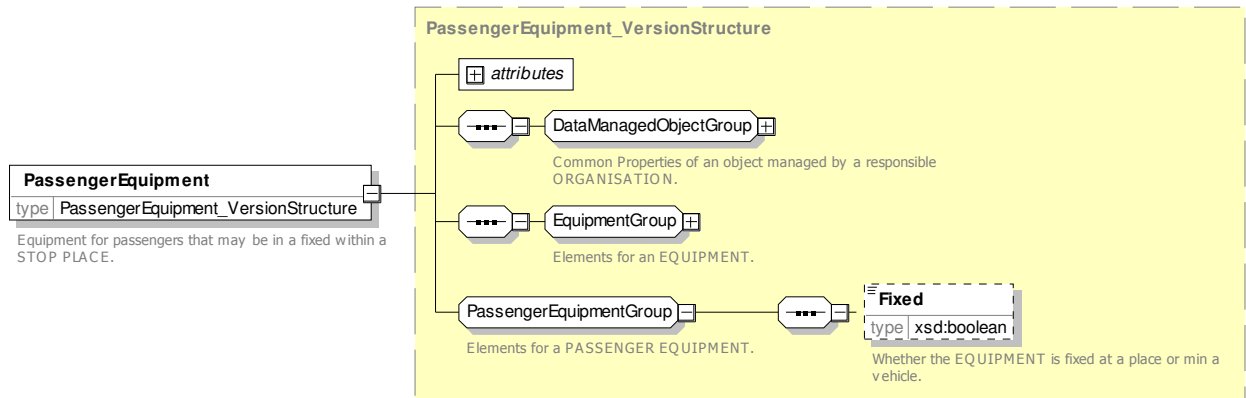 PassengerEquipment_VersionStructure
attributes
DataManagedObjectGroup
Common Properties of an object managed by a responsible
ORGANISATION.
PassengerEquipment
type PassengerEquipment_VersionStructure
Equipment for passengers that may be in a fixed within a
STOP PLACE.
EquipmentGroup
Elements for an EQUIPMENT.
PassengerEquipmentGroup
Elements for a PASSENGER EQUIPMENT.
Fixed
type xsd:boolean
Whether the EQUIPMENT is fixed at a place or min a
vehicle.